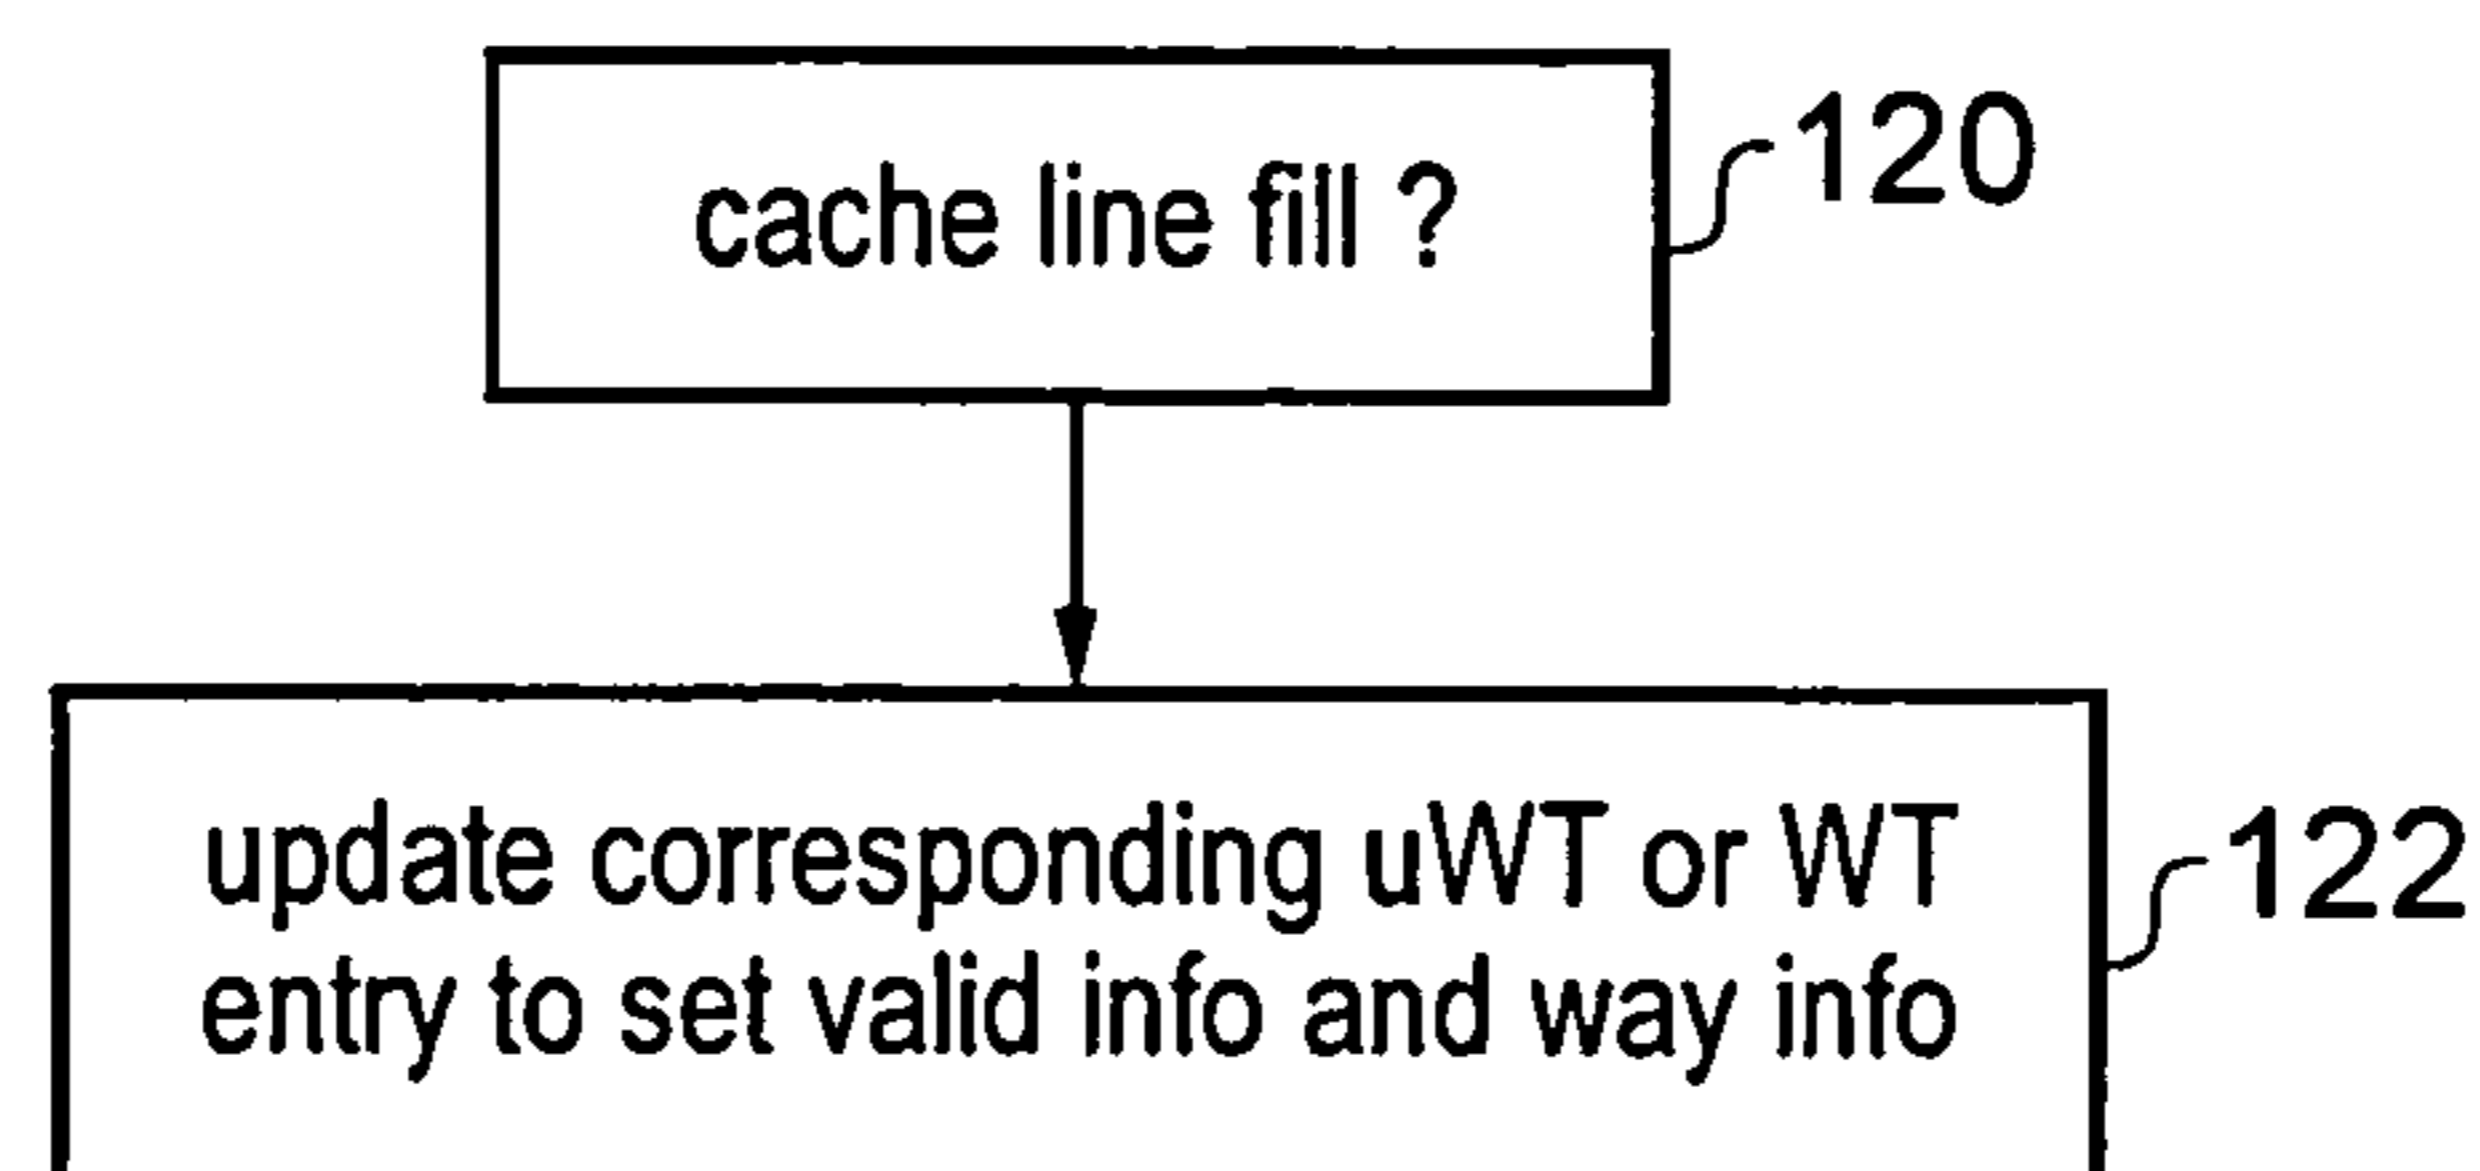 cache line fill ?
120
update corresponding uWT or WT
122
entry to set valid info and way info